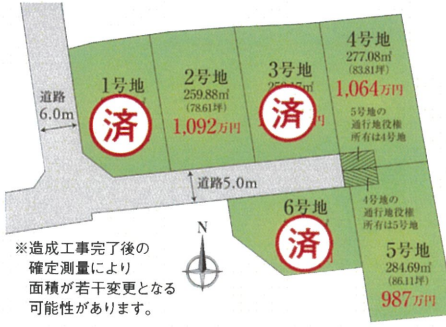 1号地
済
2号地
259.88㎡
(78.61坪)
1,092万円
3号地
済
4号地
277.08㎡
(83.81坪)
1,064万円
5号地の
通行地役権
所有は4号地
道路
6.0m
道路5.0m
4号地の
通行地役権
所有は5号地
6号地
済
5号地
284.69㎡
(86.11坪)
987万円
N
※造成工事完了後の
確定測量により
面積が若干変更となる
可能性があります。